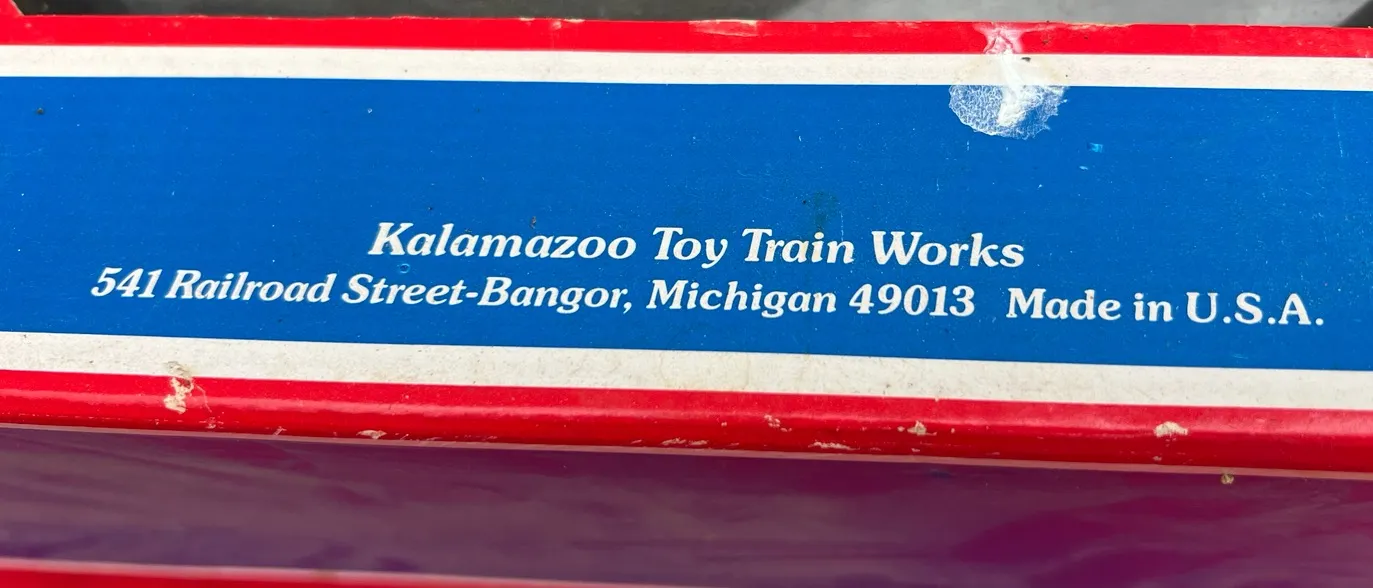 Kalamazoo Toy Train Works
541 Railroad Street-Bangor, Michigan 49013 Made in U.S.A.